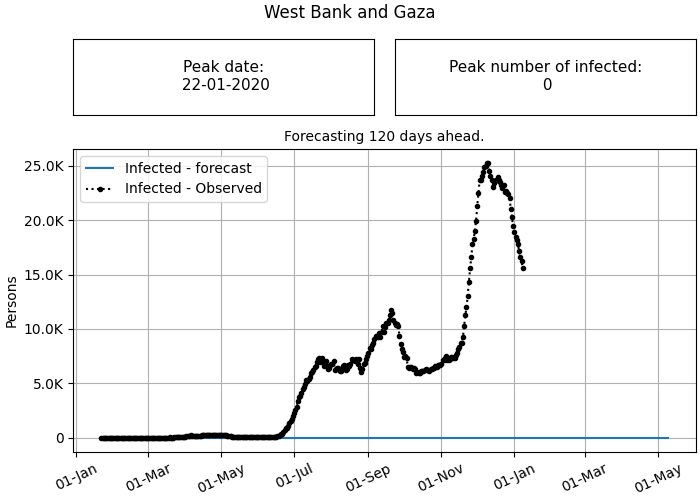 West Bank and Gaza
Peak date:
22-01-2020
Peak number of infected:
0
Forecasting 120 days ahead.
Infected - forecast
Infected - Observed
Persons
25.0K
20.0K
15.0K
10.0K
5.0K
0
01-Jan
01-Mar
01-May
01-Jul
01-Sep
01-Nov
01-Jan
01-Mar
01-May